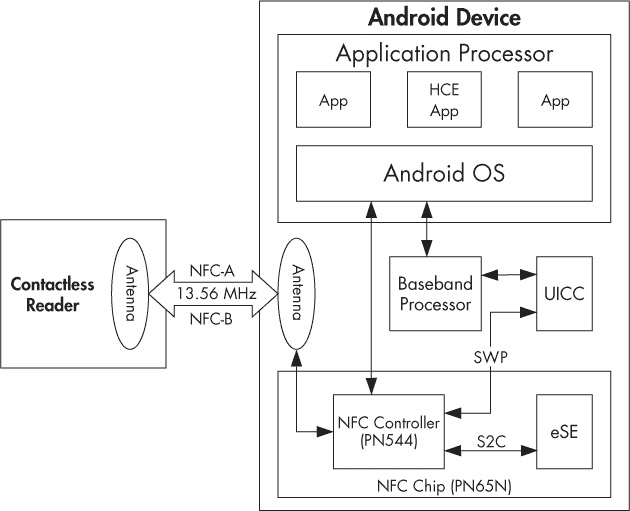 Android Device
Application Processor
App
HCE
App
App
Android OS
Contactless
Reader
Antenna
NFC-A
13.56 MHz
NFC-B
Antenna
Baseband
Processor
UICC
SWP
NFC Controller
(PN544)
S2C
eSE
NFC Chip (PN65N)